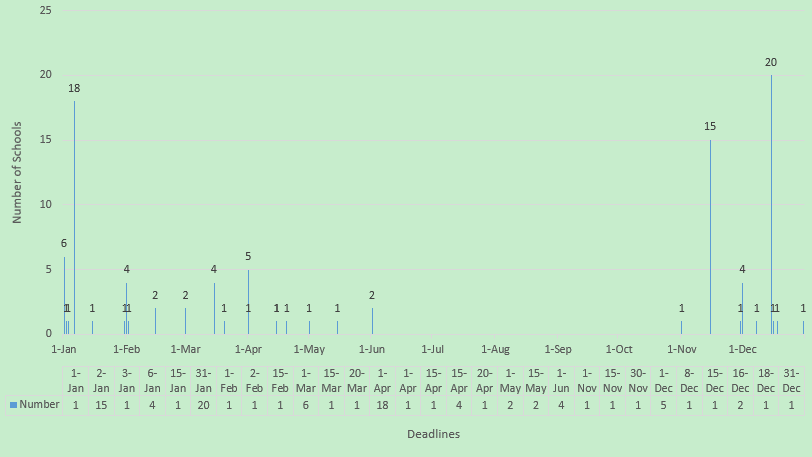 25
20
20
18
15
15
Number of Schools
10
6
5
5
4
4
4
2
2
2
1 1 1 1 1 1 1 1 1 1 1 1 1 1 1 1 1 1
0
1-Jan 1-Feb 1-Mar 1-Apr 1-May 1-Jun 1-Jul 1-Aug 1-Sep 1-Oct 1-Nov 1-Dec
1- 2- 3- 6- 15- 31- 1- 2- 15- 1- 15- 20- 1- 1- 15- 15- 20- 1- 15- 1- 1- 15- 30- 1- 8- 15- 16- 18- 31-
Jan Jan Jan Jan Jan Jan Feb Feb Feb Mar Mar Mar Apr Apr Apr Apr Apr May May Jun Nov Nov Nov Dec Dec Dec Dec Dec Dec
Number 1 15 1 4 1 20 1 1 1 6 1 1 18 1 1 4 1 2 2 4 1 1 1 5 1 1 2 1 1
Deadlines